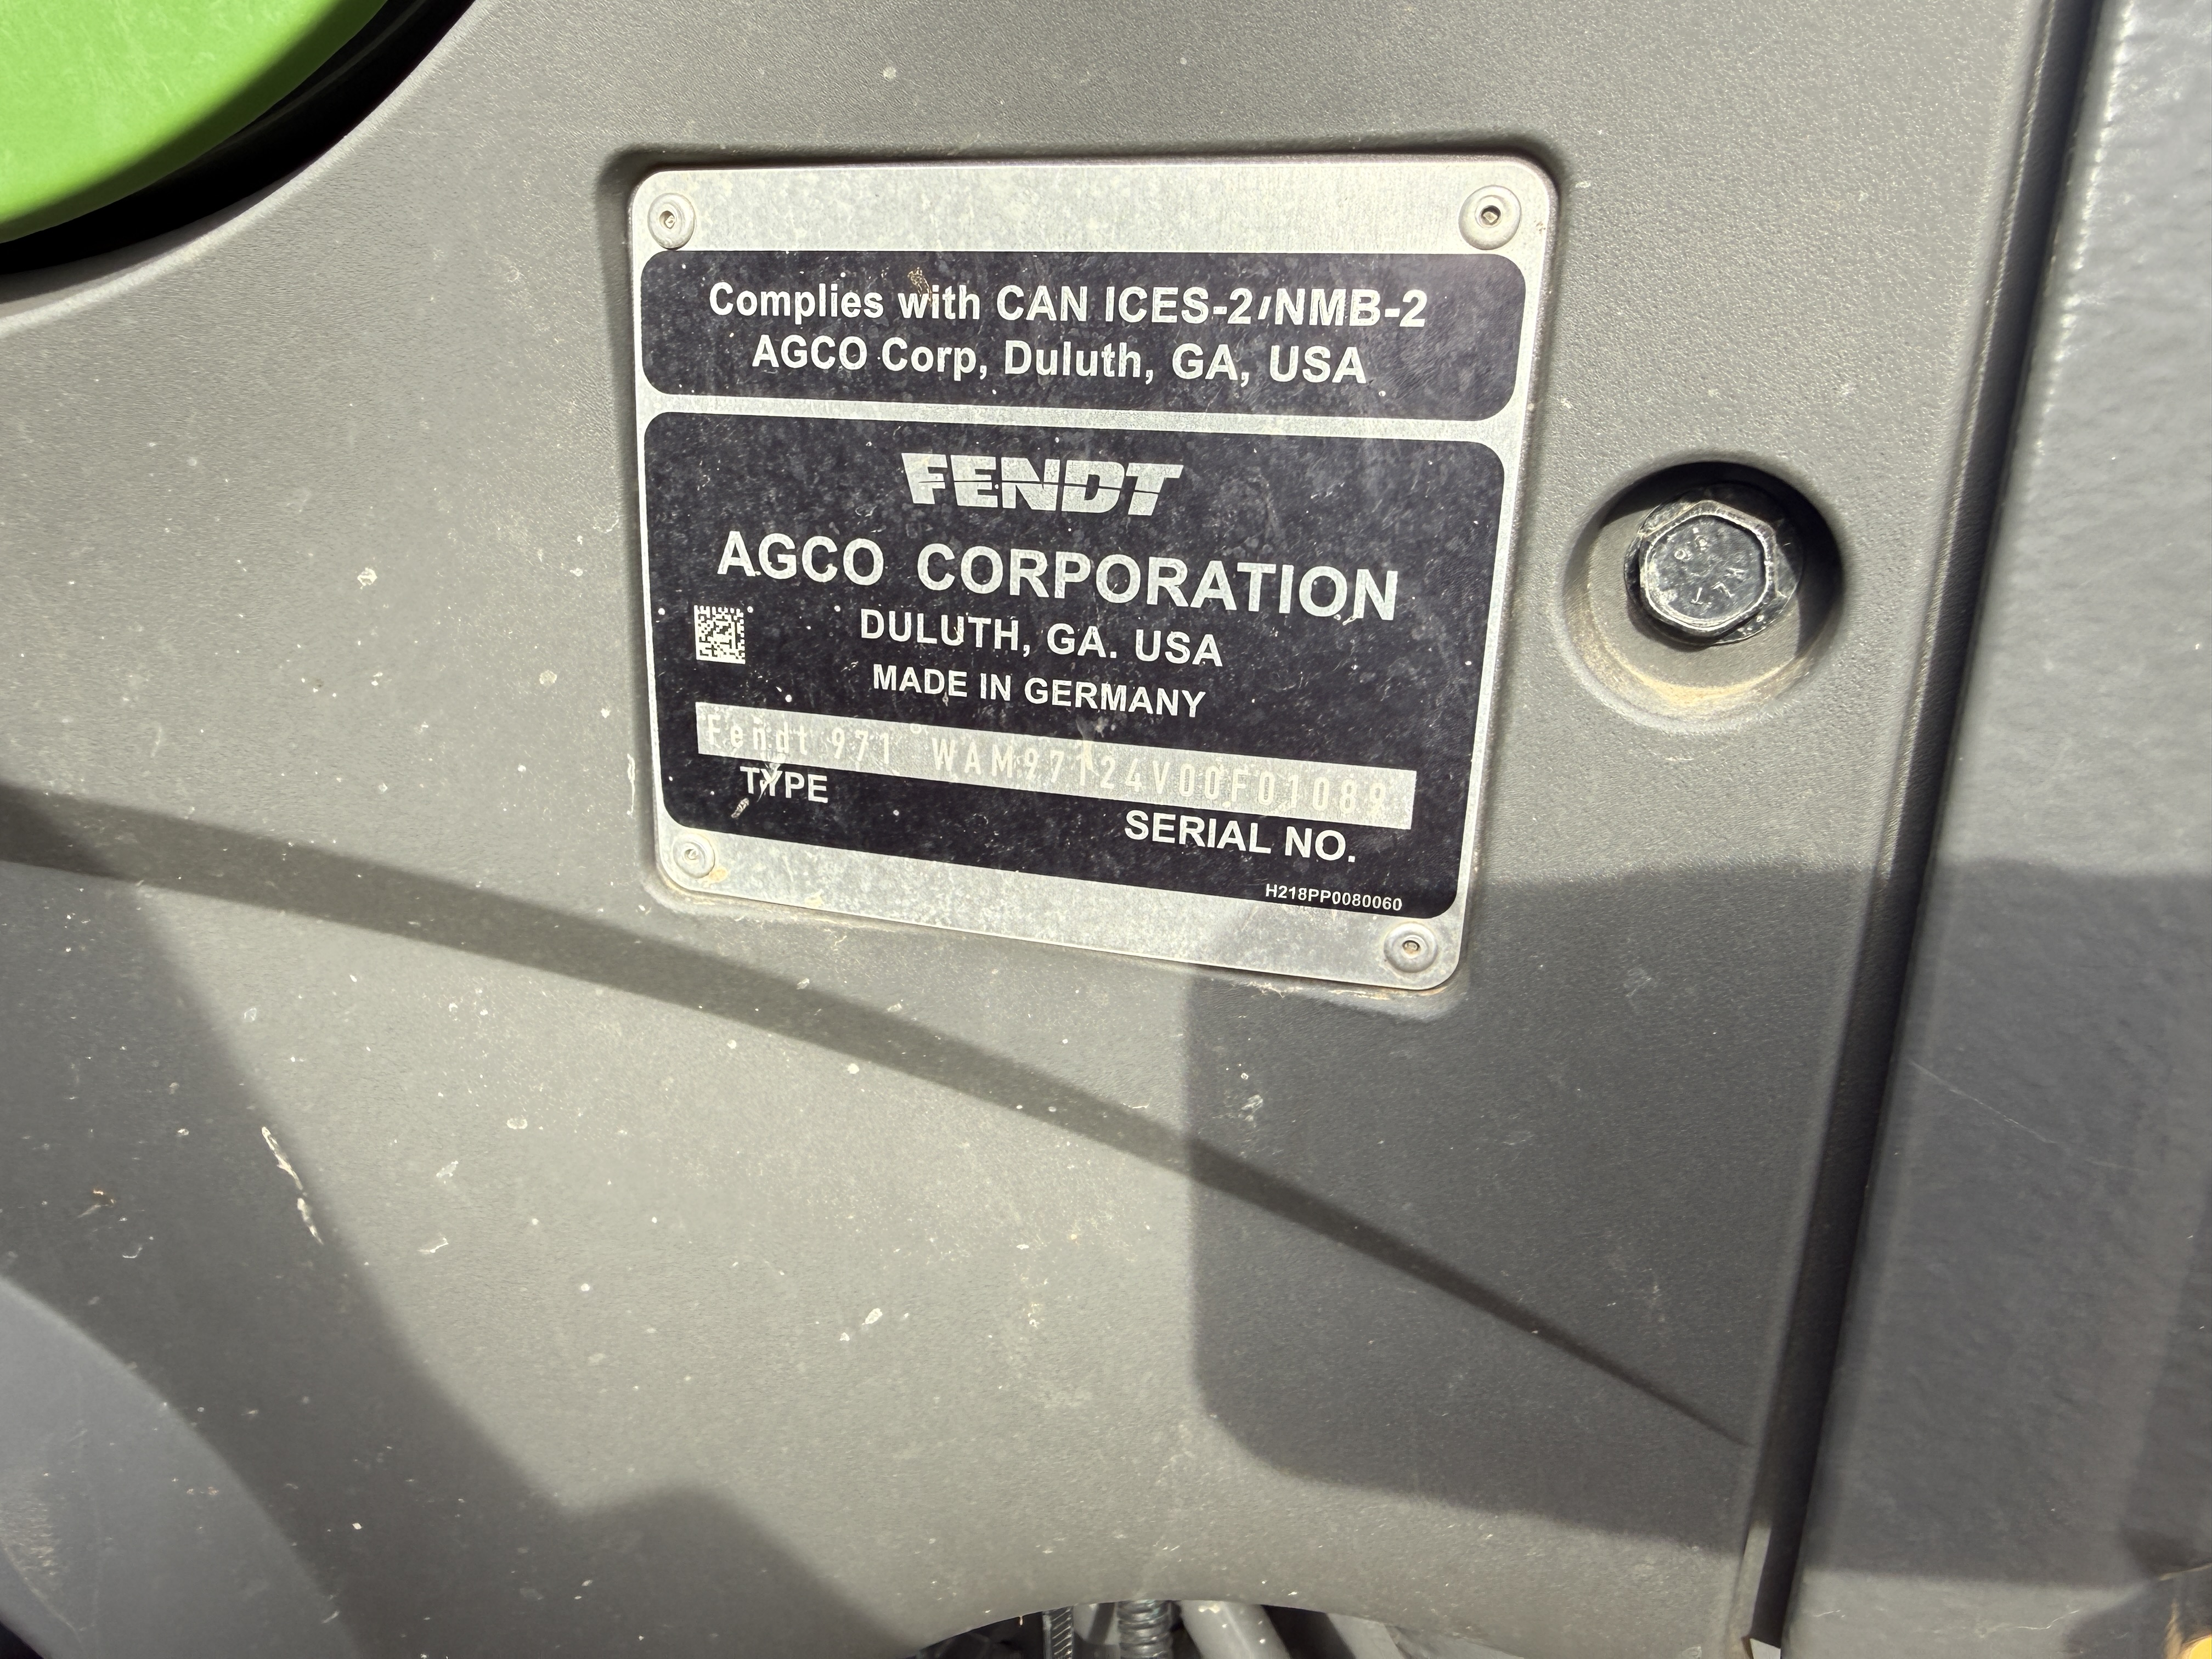 Complies with CAN ICES-2/NMB-2
AGCO Corp, Duluth, GA, USA
FENDT
AGCO CORPORATION
DULUTH, GA. USA
MADE IN GERMANY
Fendt 971 WAM97124V00F01089
TYPE
SERIAL NO.
H218PP0080060